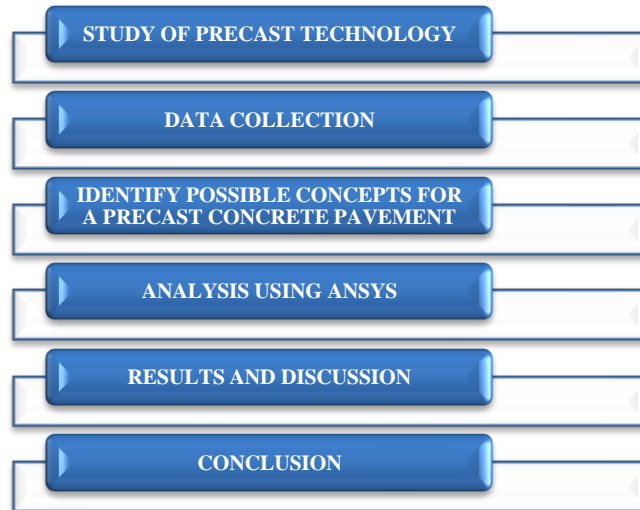 STUDY OF PRECAST TECHNOLOGY
DATA COLLECTION
IDENTIFY POSSIBLE CONCEPTS FOR
A PRECAST CONCRETE PAVEMENT
ANALYSIS USING ANSYS
RESULTS AND DISCUSSION
CONCLUSION